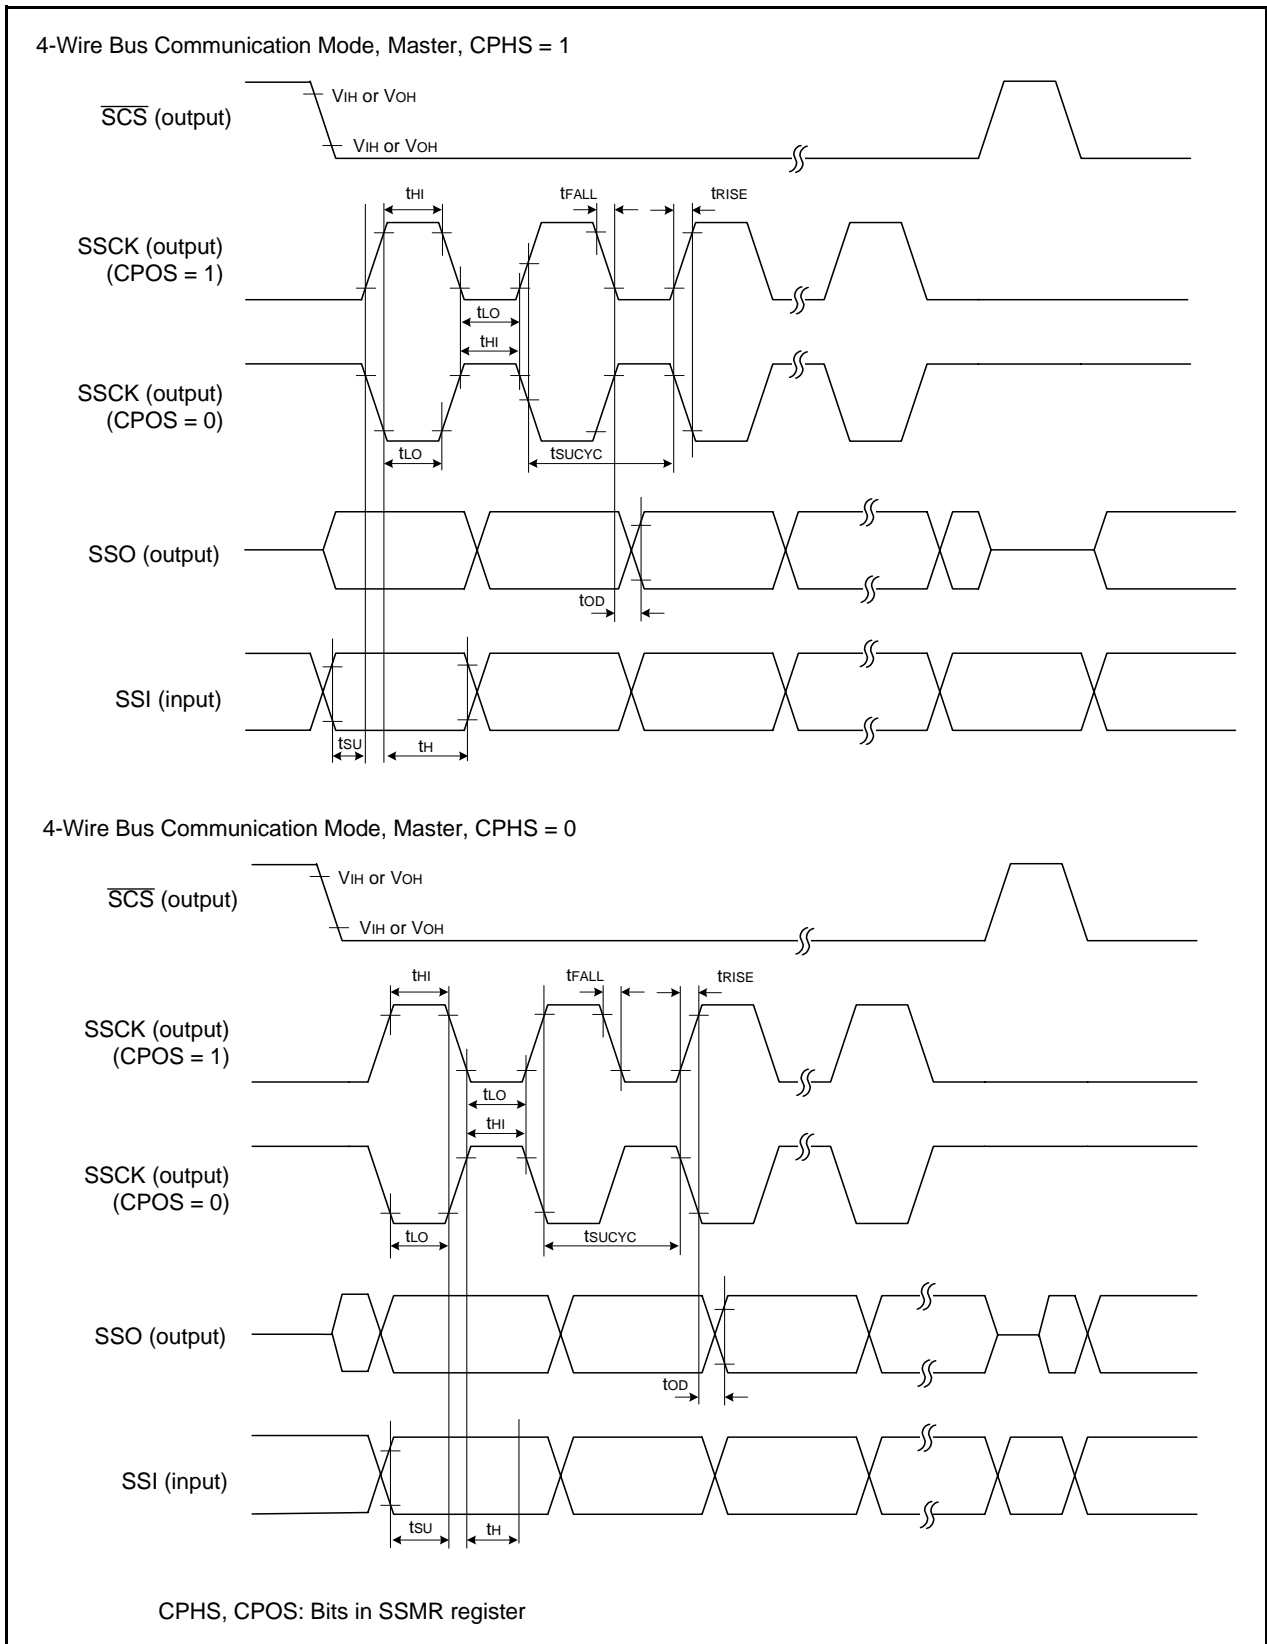 4-Wire Bus Communication Mode, Master, CPHS = 1
VIH or VOH
SCS (output)
VIH or VOH
tHI
tFALL
tRISE
SSCK (output)
(CPOS = 1)
tLO
tHI
SSCK (output)
(CPOS = 0)
tLO
tSUCYC
SSO (output)
tOD
SSI (input)
tSU
tH
4-Wire Bus Communication Mode, Master, CPHS = 0
VIH or VOH
SCS (output)
VIH or VOH
tHI
tFALL
tRISE
SSCK (output)
(CPOS = 1)
tLO
tHI
SSCK (output)
(CPOS = 0)
tLO
tSUCYC
SSO (output)
tOD
SSI (input)
tSU
tH
CPHS, CPOS: Bits in SSMR register